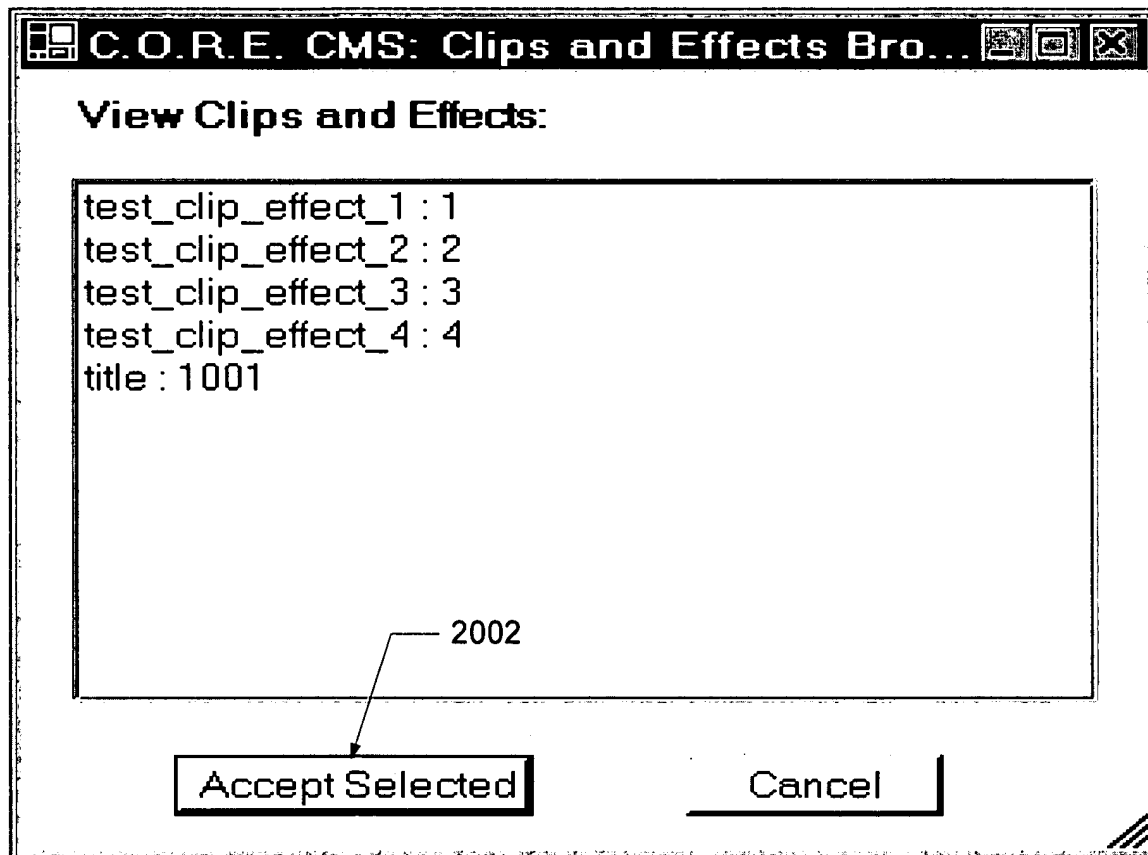 C.O.R.E. CMS: Clips and Effects Bro...
View Clips and Effects:
test_clip_effect_1 : 1
test_clip_effect_2 : 2
test_clip_effect_3 : 3
test_clip_effect_4 : 4
title : 1001
2002
Accept Selected
Cancel